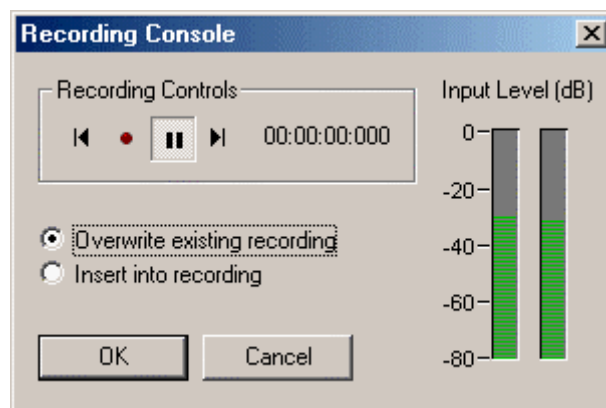 Recording Console
Recording Controls
00:00:00:000
Input Level (dB)
0
-20
-40
-60
-80
Overwrite existing recording
Insert into recording
OK
Cancel